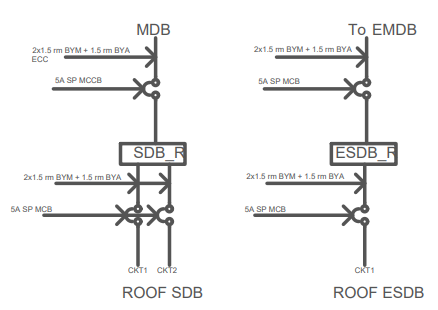 MDB
To EMDB
2x1.5 rm BYM + 1.5 rm BYA
ECC
2x1.5 rm BYM + 1.5 rm BYA
5A SP MCCB
5A SP MCB
SDB_R
ESDB_R
2x1.5 rm BYM + 1.5 rm BYA
2x1.5 rm BYM + 1.5 rm BYA
5A SP MCB
5A SP MCB
CKT1
CKT2
CKT1
ROOF SDB
ROOF ESDB